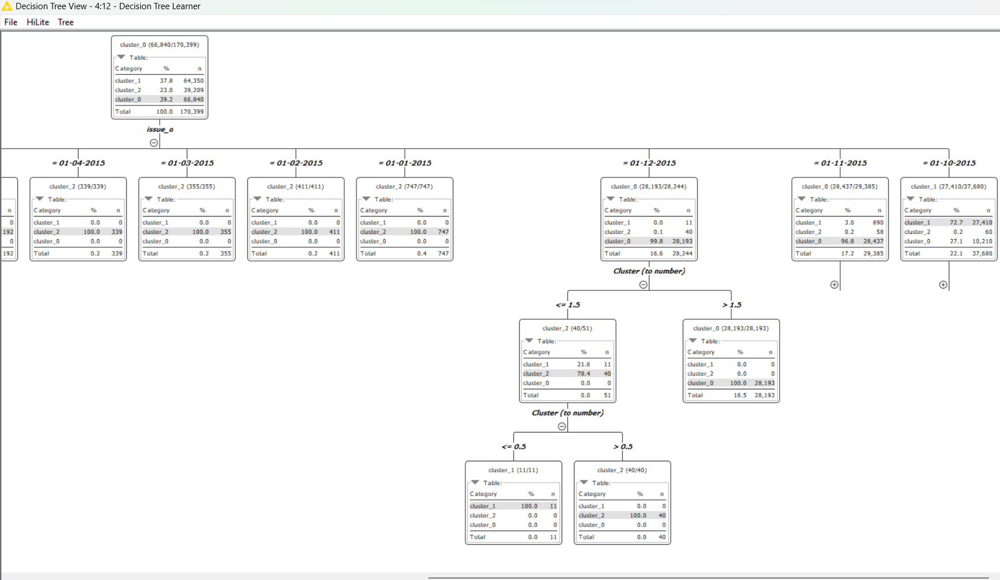 Decision Tree View - 4:12 - Decision Tree Learner
File HiLite Tree
cluster_0 (66,840/170,399)
Table:
Category % n
cluster_1 37.8 64,350
cluster_2 23.0 39,209
cluster_0 39.2 66,840
Total 100.0 170,399
issue_d
n
0
192
0
192
= 01-04-2015
cluster_2 (339/339)
Table:
Category % n
cluster_1 0.0 0
cluster_2 100.0 339
cluster_0 0.0 0
Total 0.2 339
= 01-03-2015
cluster_2 (355/355)
Table:
Category % n
cluster_1 0.0 0
cluster_2 100.0 355
cluster_0 0.0 0
Total 0.2 355
= 01-02-2015
cluster_2 (411/411)
Table:
Category % n
cluster_1 0.0 0
cluster_2 100.0 411
cluster_0 0.0 0
Total 0.2 411
= 01-01-2015
cluster_2 (747/747)
Table:
Category % n
cluster_1 0.0 0
cluster_2 100.0 747
cluster_0 0.0 0
Total 0.4 747
= 01-12-2015
cluster_0 (28,193/28,244)
Table:
Category % n
cluster_1 0.0 11
cluster_2 0.1 40
cluster_0 99.8 28,193
Total 16.6 28,244
= 01-11-2015
cluster_0 (28,437/29,385)
Table:
Category % n
cluster_1 3.0 890
cluster_2 0.2 58
cluster_0 96.8 28,437
Total 17.2 29,385
= 01-10-2015
cluster_1 (27,410/37,680)
Table:
Category % n
cluster_1 72.7 27,410
cluster_2 0.2 60
cluster_0 27.1 10,210
Total 22.1 37,680
Cluster (to number)
<= 1.5
cluster_2 (40/51)
Table:
Category % n
cluster_1 21.6 11
cluster_2 78.4 40
cluster_0 0.0 0
Total 0.0 51
> 1.5
cluster_0 (28,193/28,193)
Table:
Category % n
cluster_1 0.0 0
cluster_2 0.0 0
cluster_0 100.0 28,193
Total 16.5 28,193
Cluster (to number)
<= 0.5
cluster_1 (11/11)
Table:
Category % n
cluster_1 100.0 11
cluster_2 0.0 0
cluster_0 0.0 0
Total 0.0 11
> 0.5
cluster_2 (40/40)
Table:
Category % n
cluster_1 0.0 0
cluster_2 100.0 40
cluster_0 0.0 0
Total 0.0 40